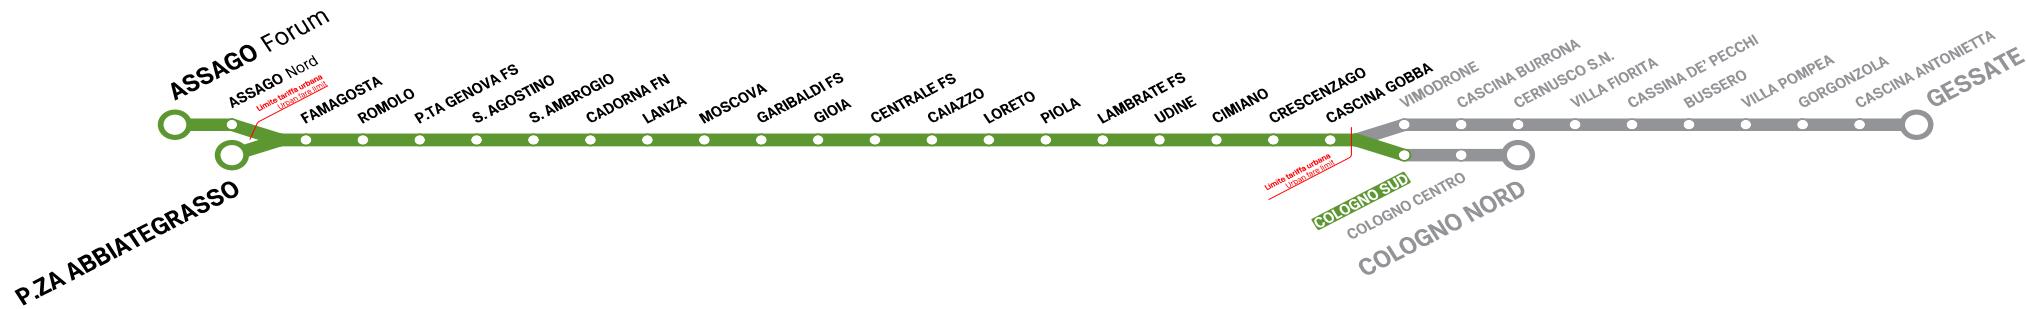 ASSAGO Forum
ASSAGO Nord
Limite tariffa urbana
Urban fare limit
P.ZA ABBIATEGRASSO
FAMAGOSTA
ROMOLO
P.TA GENOVA FS
S. AGOSTINO
S. AMBROGIO
CADORNA FN
LANZA
MOSCOVA
GARIBALDI FS
GIOIA
CENTRALE FS
CAIAZZO
LORETO
PIOLA
LAMBRATE FS
UDINE
CIMIANO
CRESCENZAGO
CASCINA GOBBA
Limite tariffa urbana
Urban fare limit
VIMODRONE
CASCINA BURRONA
CERNUSCO S.N.
VILLA FIORITA
CASSINA DE' PECCHI
BUSSERO
VILLA POMPEA
GORGONZOLA
CASCINA ANTONIETTA
GESSATE
COLOGNO SUD
COLOGNO CENTRO
COLOGNO NORD